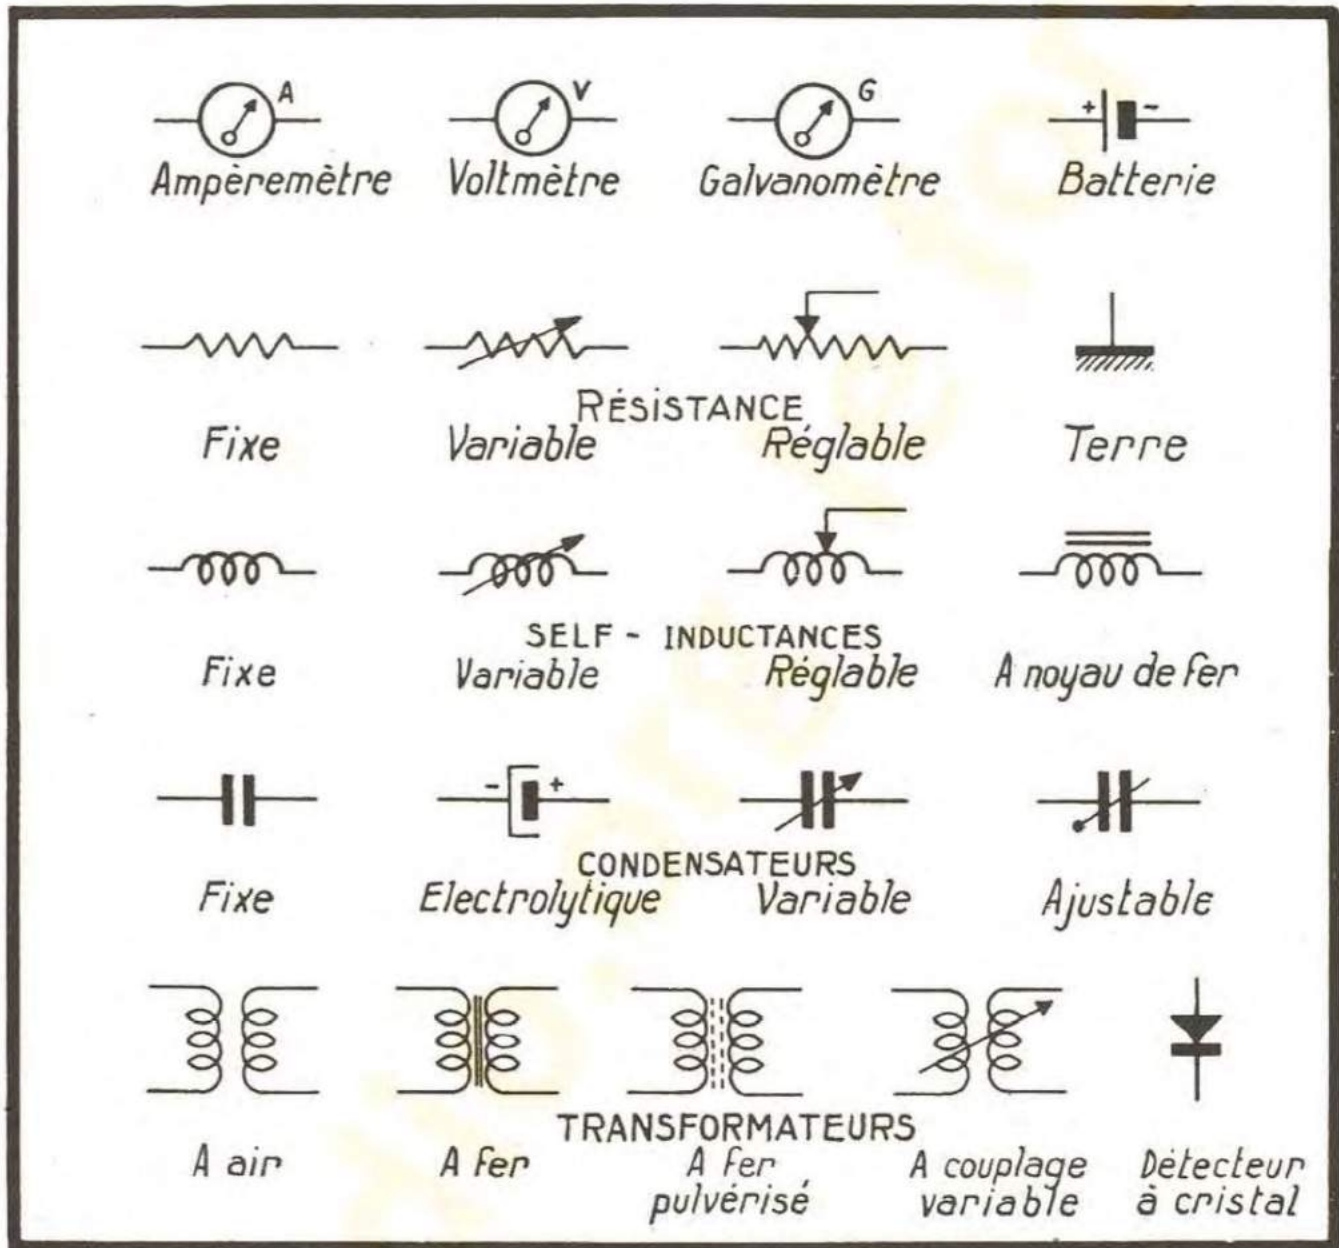 A V G + -
Ampèremètre Voltmètre Galvanomètre Batterie
RÉSISTANCE
Fixe Variable Réglable Terre
SELF - INDUCTANCES
Fixe Variable Réglable A noyau de fer
- +
CONDENSATEURS
Fixe Electrolytique Variable Ajustable
TRANSFORMATEURS
A air A fer A fer pulvérisé A couplage variable Détecteur à cristal